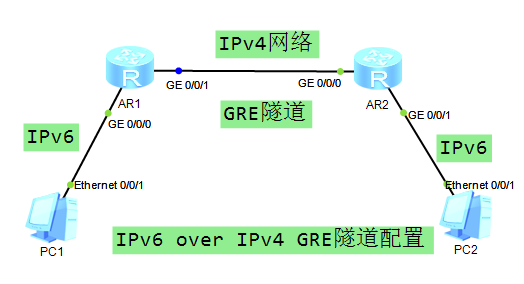 IPv4网络
R
R
AR1
GE 0/0/1
GE 0/0/0
AR2
GRE隧道
GE 0/0/0
GE 0/0/1
IPv6
IPv6
Ethernet 0/0/1
Ethernet 0/0/1
PC1
IPv6 over IPv4 GRE隧道配置
PC2